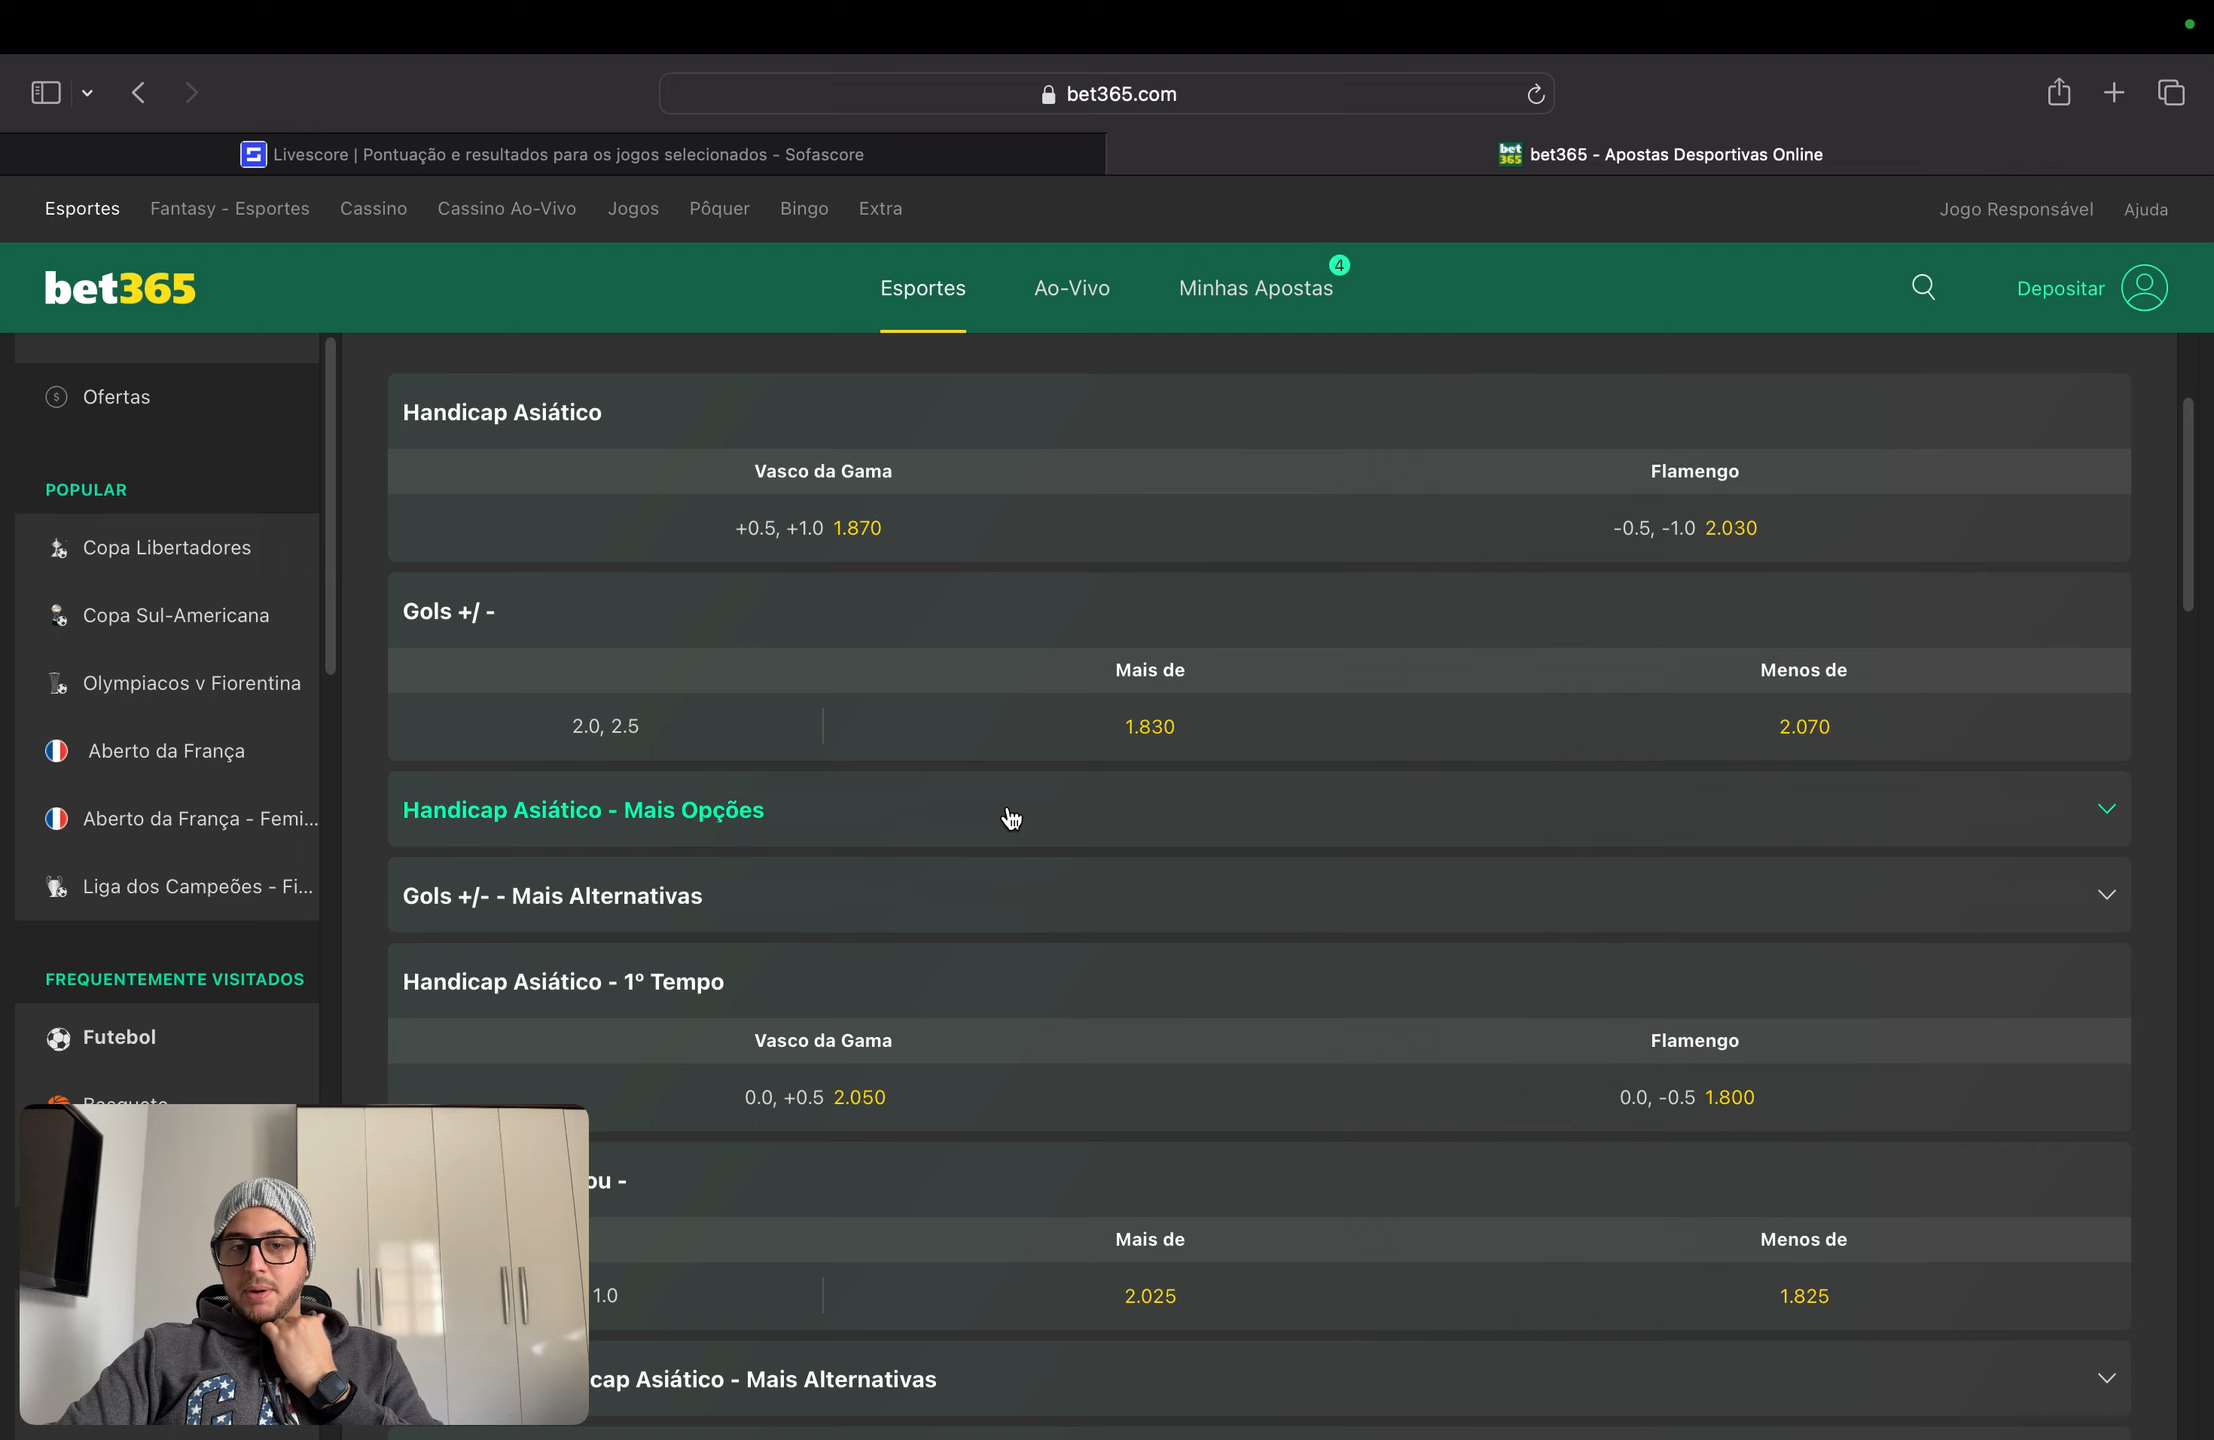 bet365.com
Livescore | Pontuação e resultados para os jogos selecionados - Sofascore
bet365 - Apostas Desportivas Online
Esportes Fantasy - Esportes Cassino Cassino Ao-Vivo Jogos Pôquer Bingo Extra
Jogo Responsável Ajuda
bet365
Esportes Ao-Vivo Minhas Apostas 4
Depositar
Ofertas
POPULAR
Copa Libertadores
Copa Sul-Americana
Olympiacos v Fiorentina
Aberto da França
Aberto da França - Femi...
Liga dos Campeões - Fi...
FREQUENTEMENTE VISITADOS
Futebol
Handicap Asiático
Vasco da Gama Flamengo
+0.5, +1.0 1.870 -0.5, -1.0 2.030
Gols +/ -
Mais de Menos de
2.0, 2.5 1.830 2.070
Handicap Asiático - Mais Opções
Gols +/- - Mais Alternativas
Handicap Asiático - 1º Tempo
Vasco da Gama Flamengo
0.0, +0.5 2.050 0.0, -0.5 1.800
ou -
Mais de Menos de
1.0 2.025 1.825
cap Asiático - Mais Alternativas